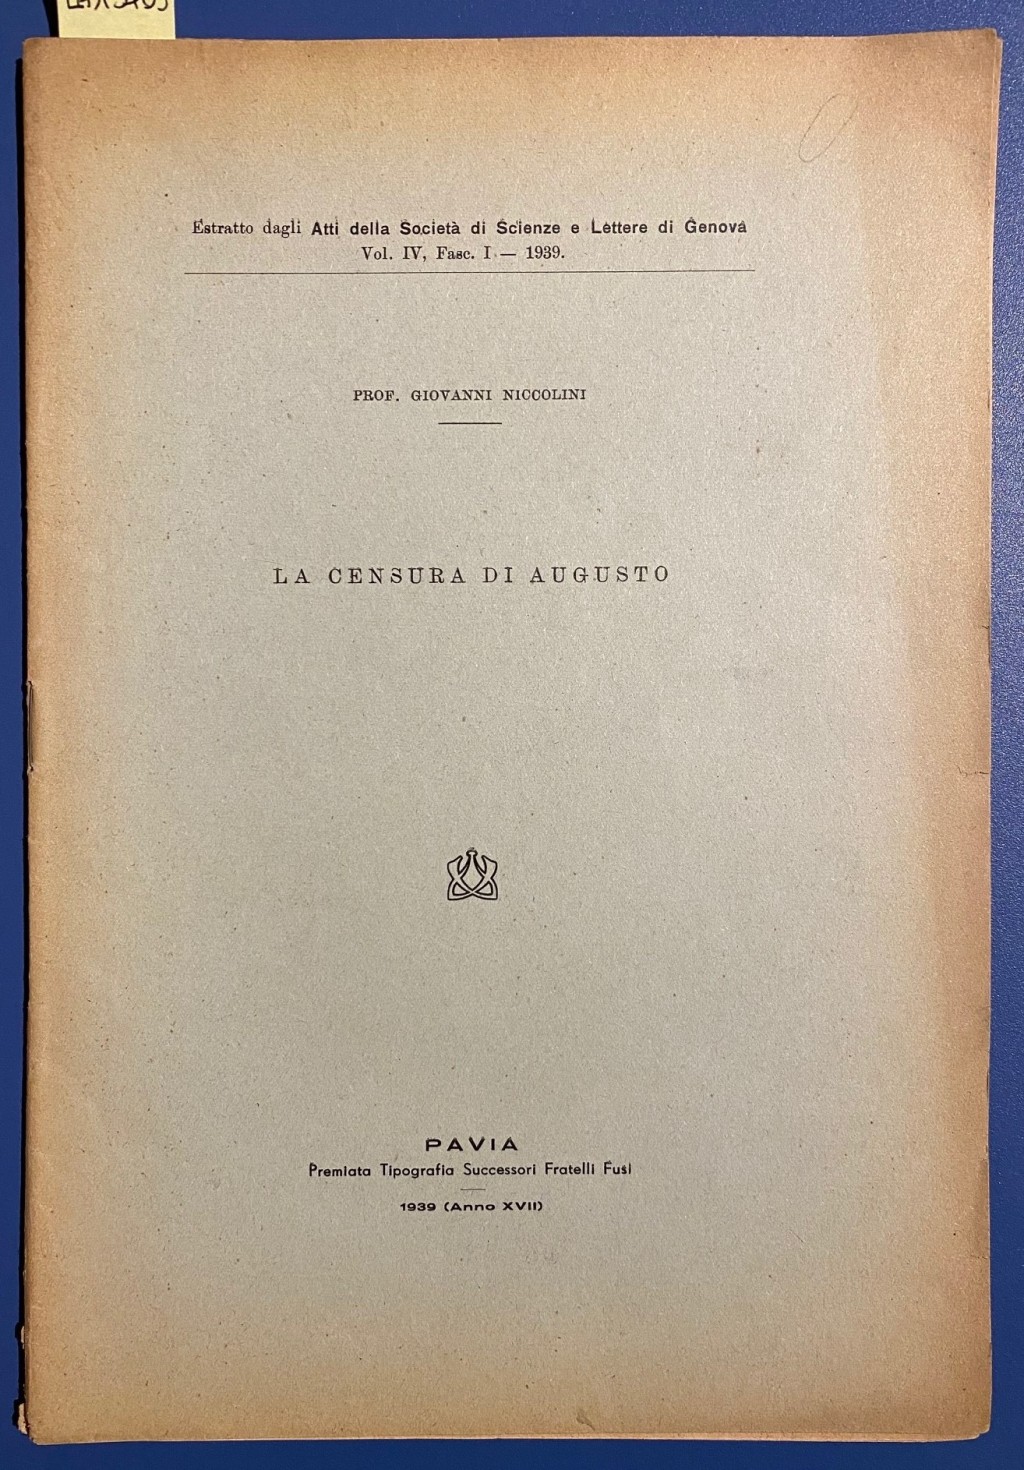 Estratto dagli Atti della Società di Scienze e Lettere di Genova
Vol. IV, Fasc. I — 1939.
PROF. GIOVANNI NICCOLINI
LA CENSURA DI AUGUSTO
PAVIA
Premiata Tipografia Successori Fratelli Fusi
1939 (Anno XVII)